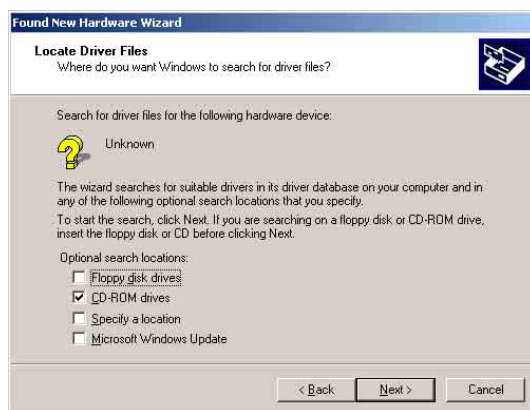 Found New Hardware Wizard
Locate Driver Files
Where do you want Windows to search for driver files?
Search for driver files for the following hardware device:
Unknown
The wizard searches for suitable drivers in its driver database on your computer and in
any of the following optional search locations that you specify.
To start the search, click Next. If you are searching on a floppy disk or CD-ROM drive,
insert the floppy disk or CD before clicking Next.
Optional search locations:
Floppy disk drives
CD-ROM drives
Specify a location
Microsoft Windows Update
< Back
Next >
Cancel